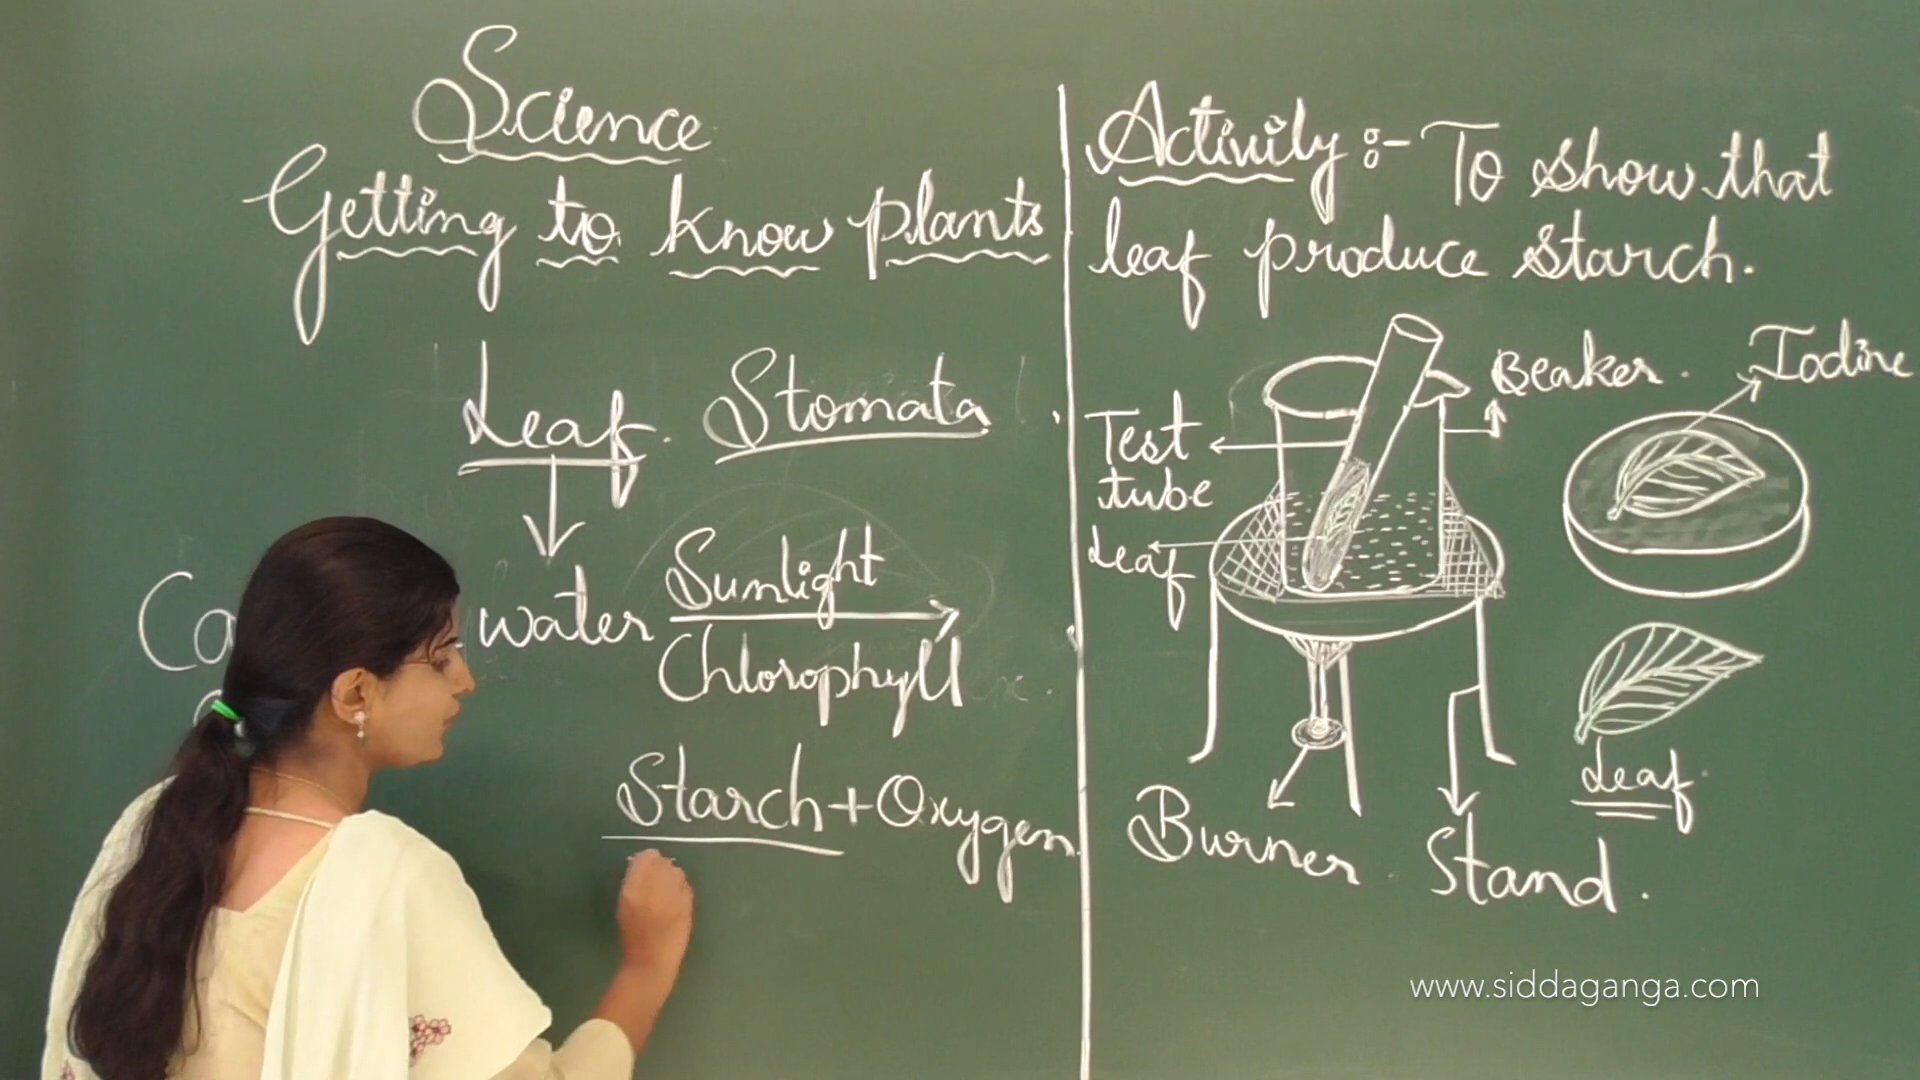 Science
Getting to know plants
Leaf. Stomata
water Sunlight
Chlorophyll
Starch + Oxygen
Activity :- To show that
leaf produce starch.
Beaker.
Iodine
Test
tube
Leaf
Leaf
Burner. Stand.
www.siddaganga.com